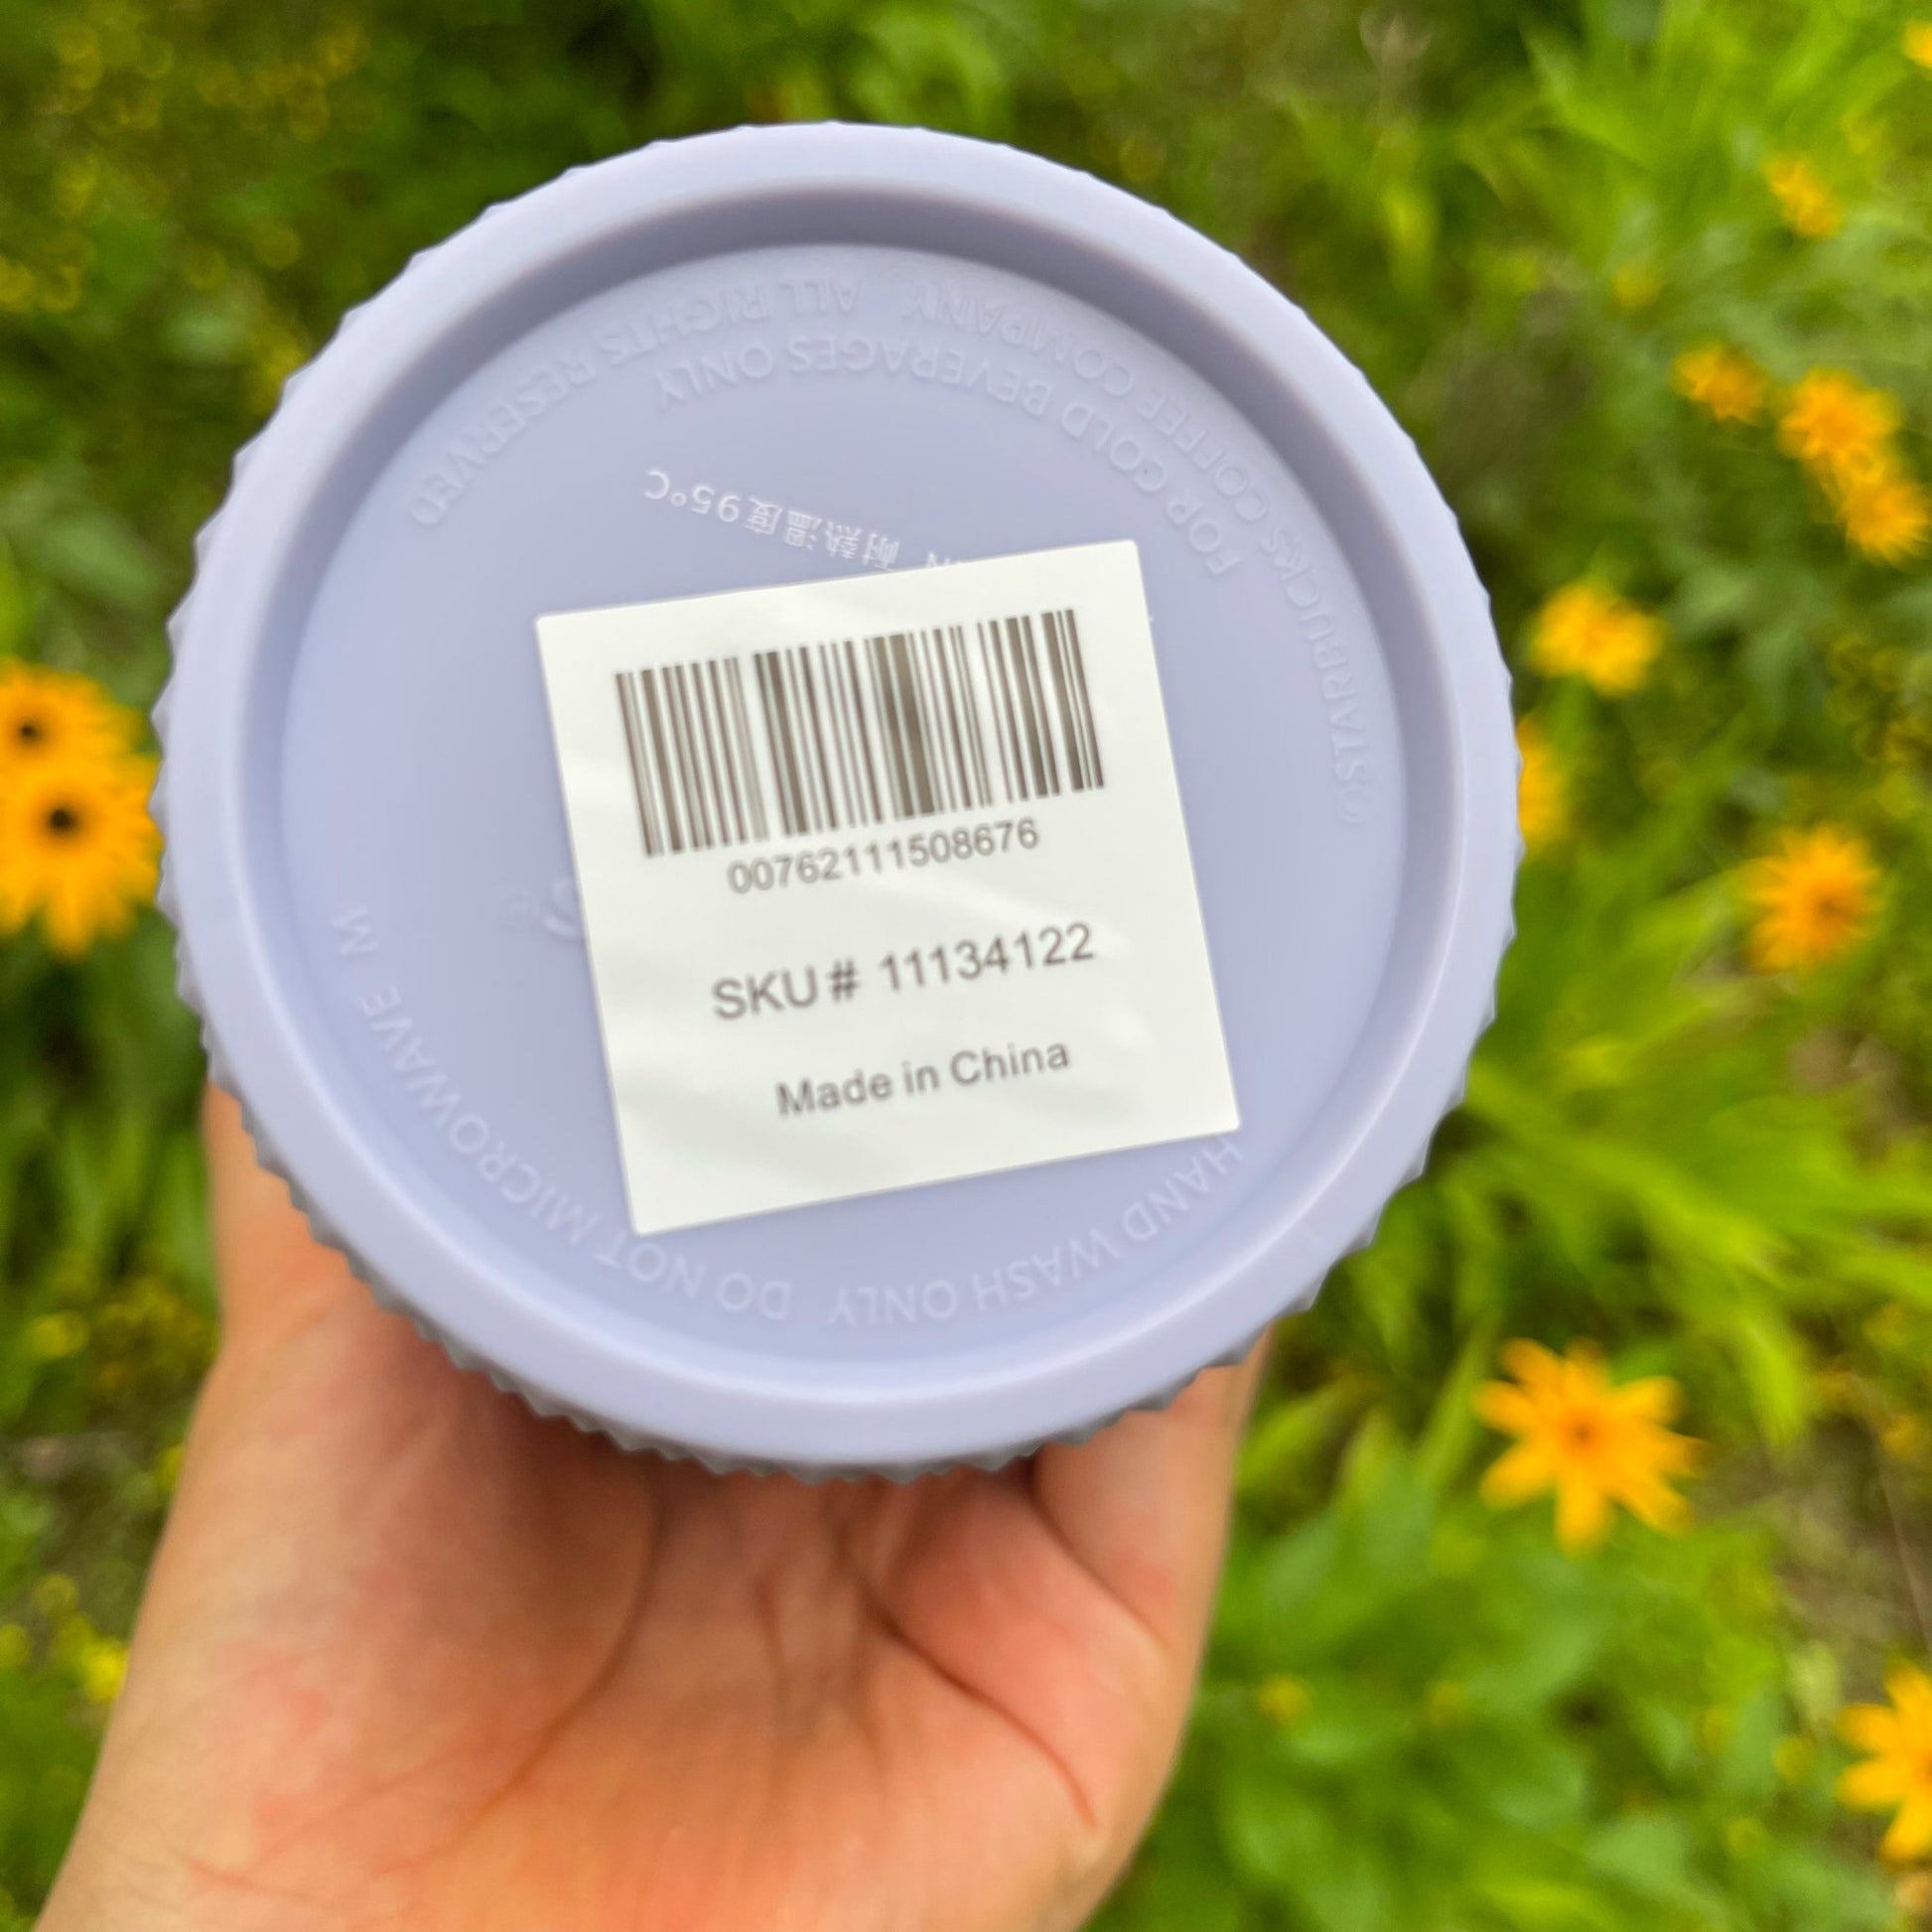 ©STARBUCKS COFFEE COMPANY ALL RIGHTS RESERVED
FOR COLD BEVERAGES ONLY
耐熱温度95°C
00762111508676
SKU# 11134122
Made in China
HAND WASH ONLY DO NOT MICROWAVE M